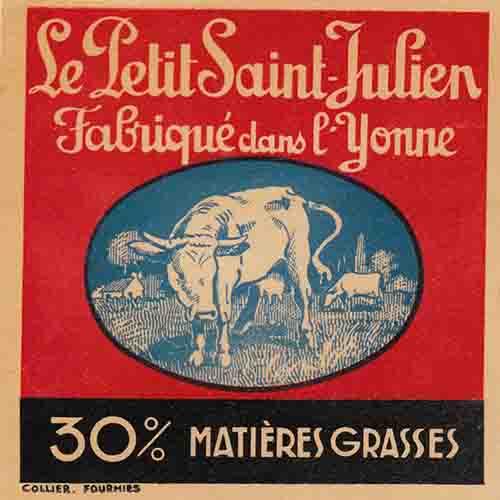 Le Petit Saint-Julien
Fabriqué dans l'Yonne
30% MATIÈRES GRASSES
COLLIER. FOURMIES